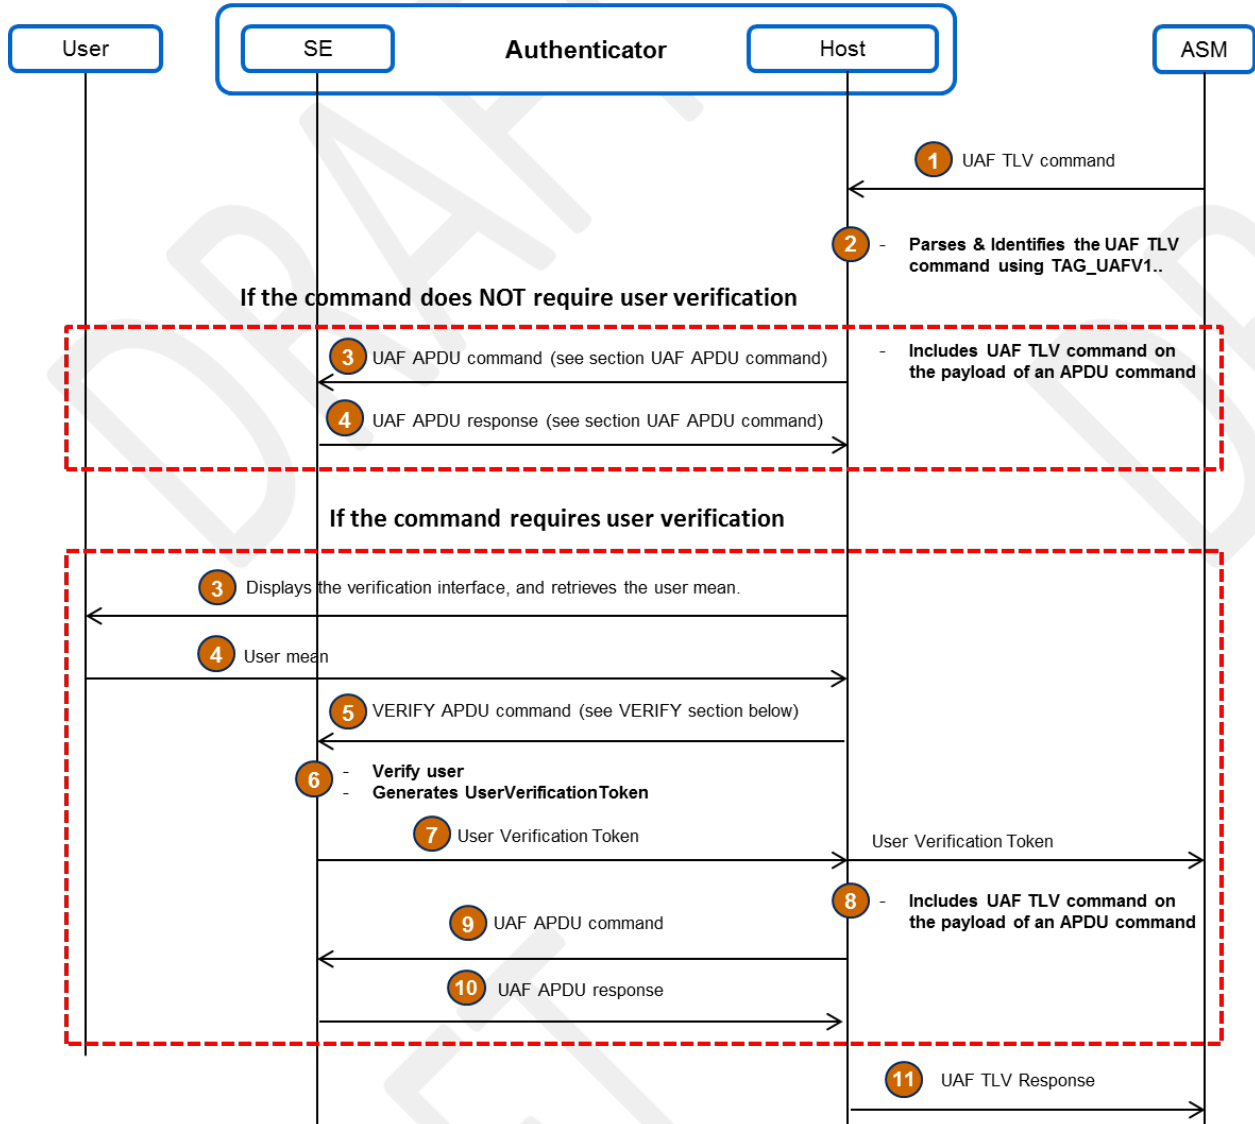 User
SE
Authenticator
Host
ASM
1 UAF TLV command
2 - Parses & Identifies the UAF TLV
command using TAG_UAFV1..
If the command does NOT require user verification
3 UAF APDU command (see section UAF APDU command)
- Includes UAF TLV command on
the payload of an APDU command
4 UAF APDU response (see section UAF APDU command)
If the command requires user verification
3 Displays the verification interface, and retrieves the user mean.
4 User mean
5 VERIFY APDU command (see VERIFY section below)
6 - Verify user
- Generates UserVerificationToken
7 User Verification Token
User Verification Token
8 - Includes UAF TLV command on
the payload of an APDU command
9 UAF APDU command
10 UAF APDU response
11 UAF TLV Response
DRAFT